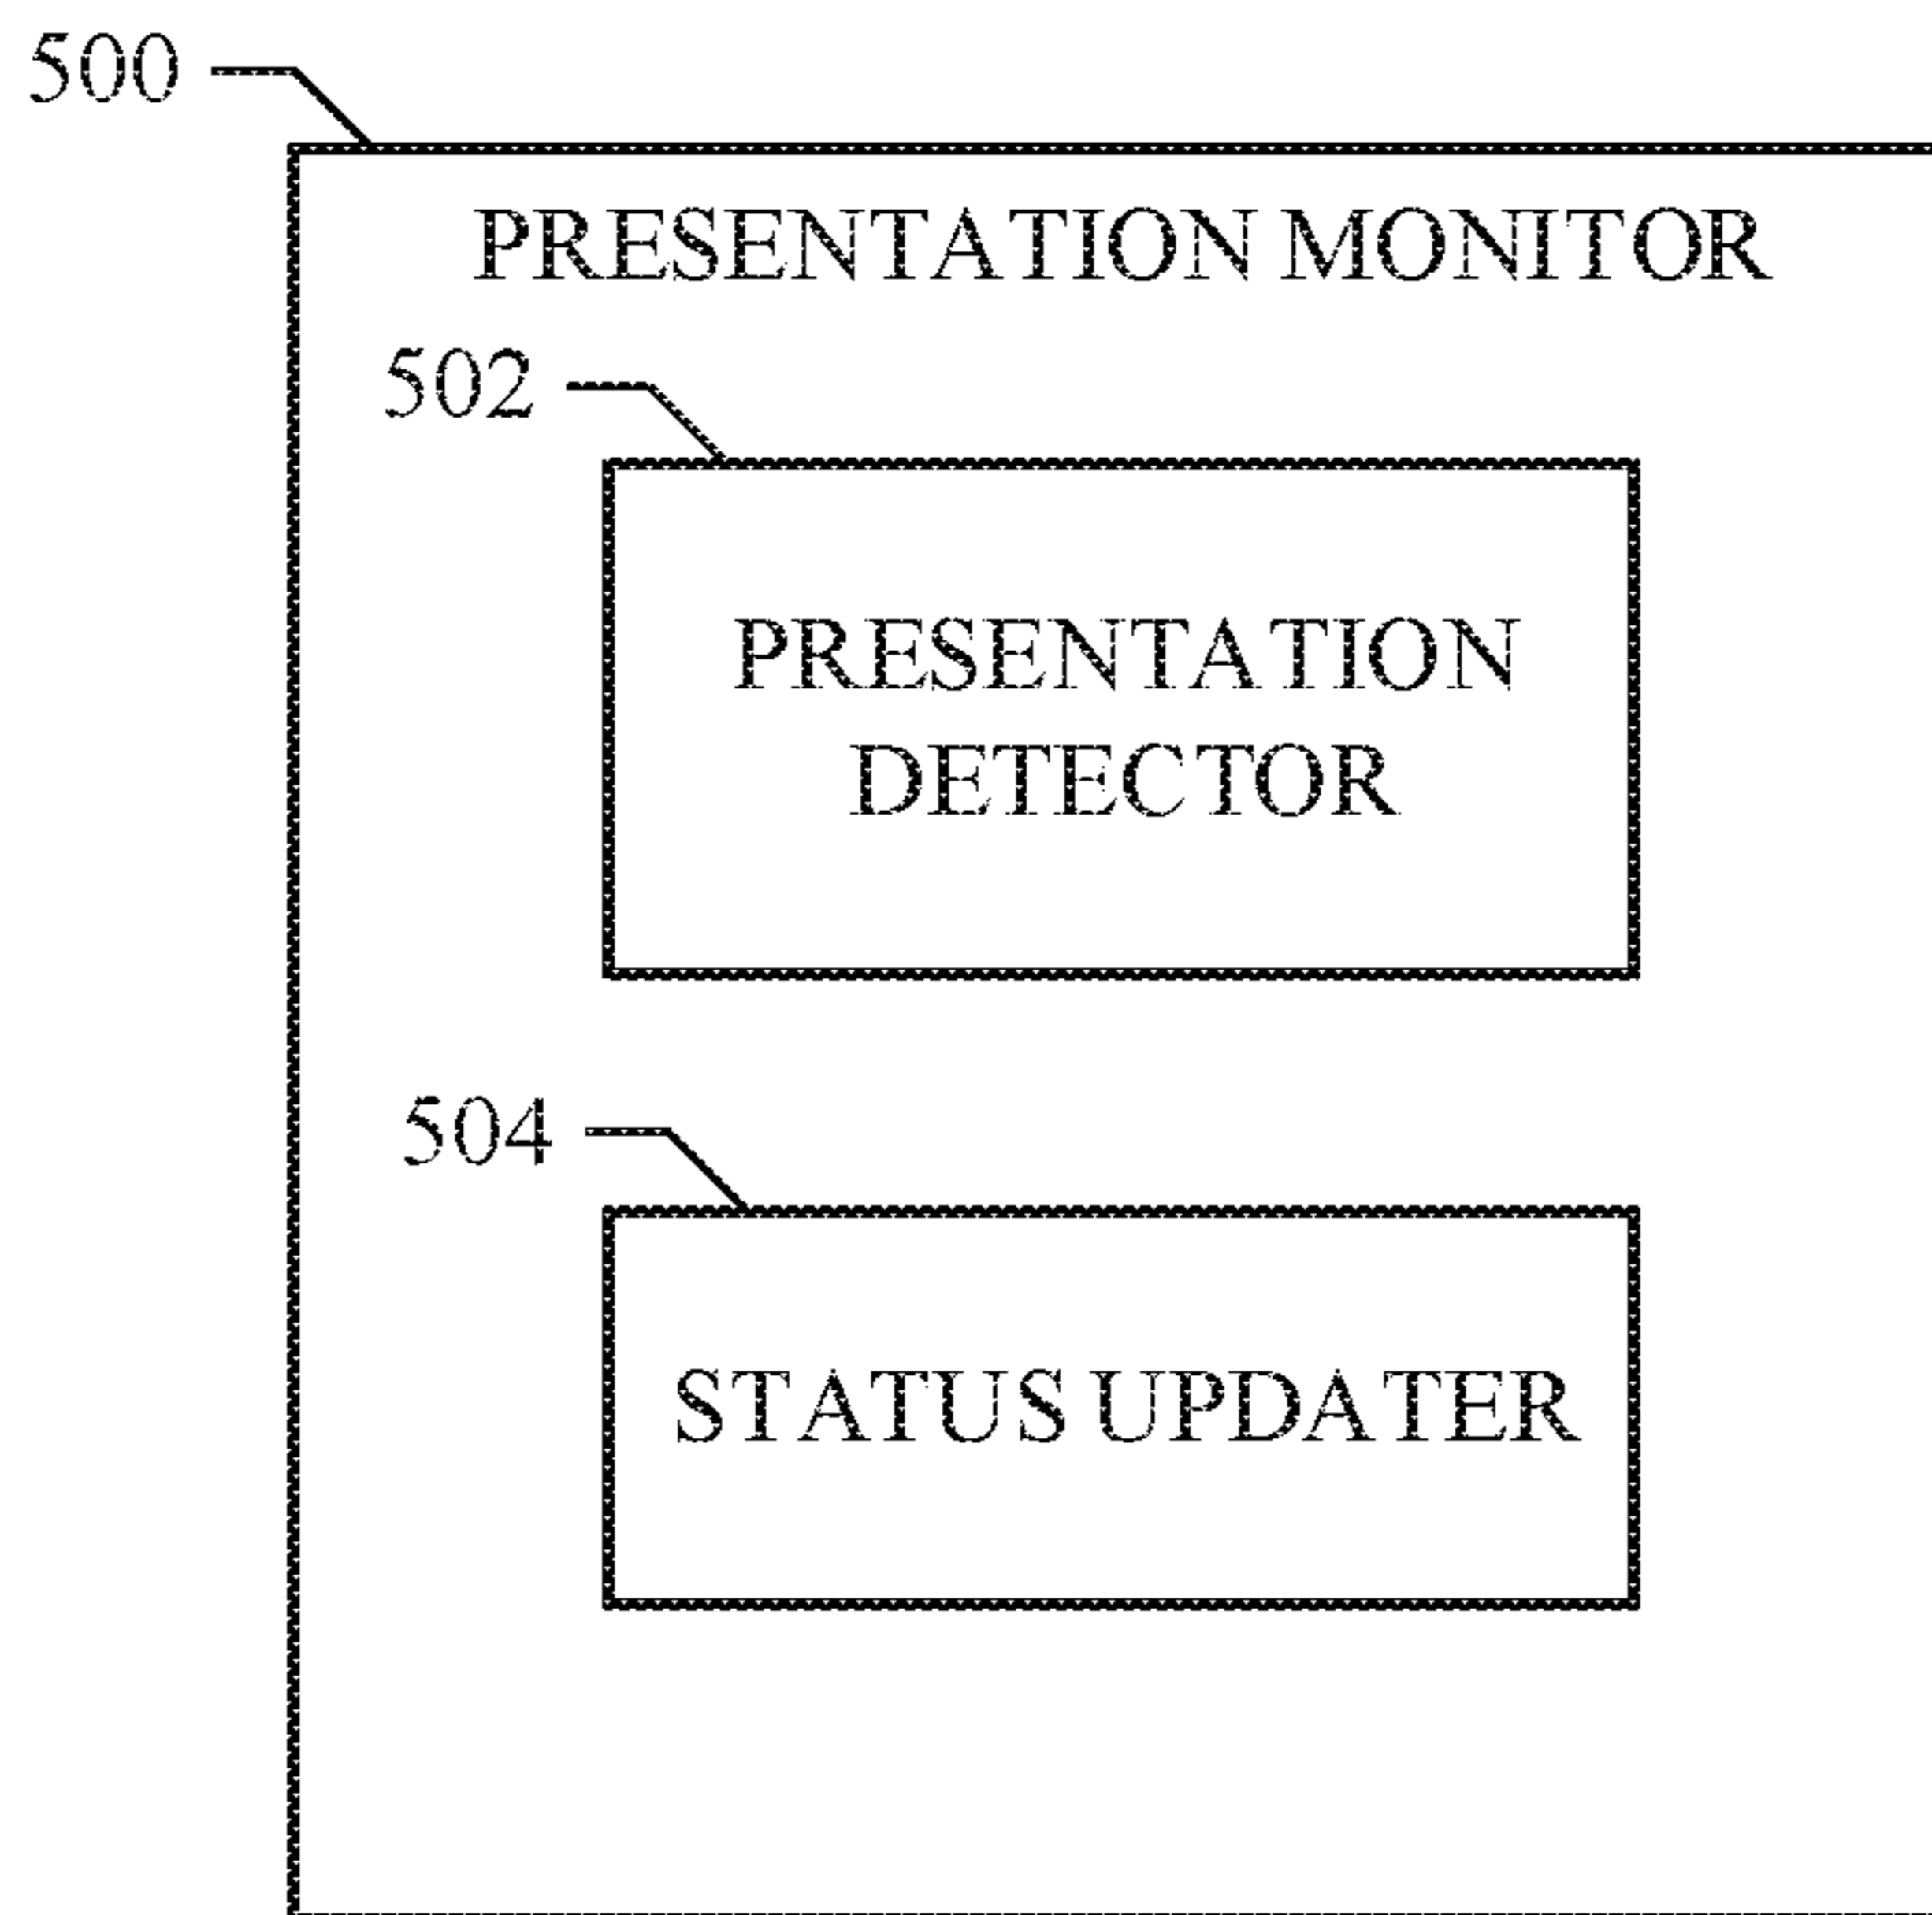 500
PRESENTATION MONITOR
502
PRESENTATION
DETECTOR
504
STATUS UPDATER